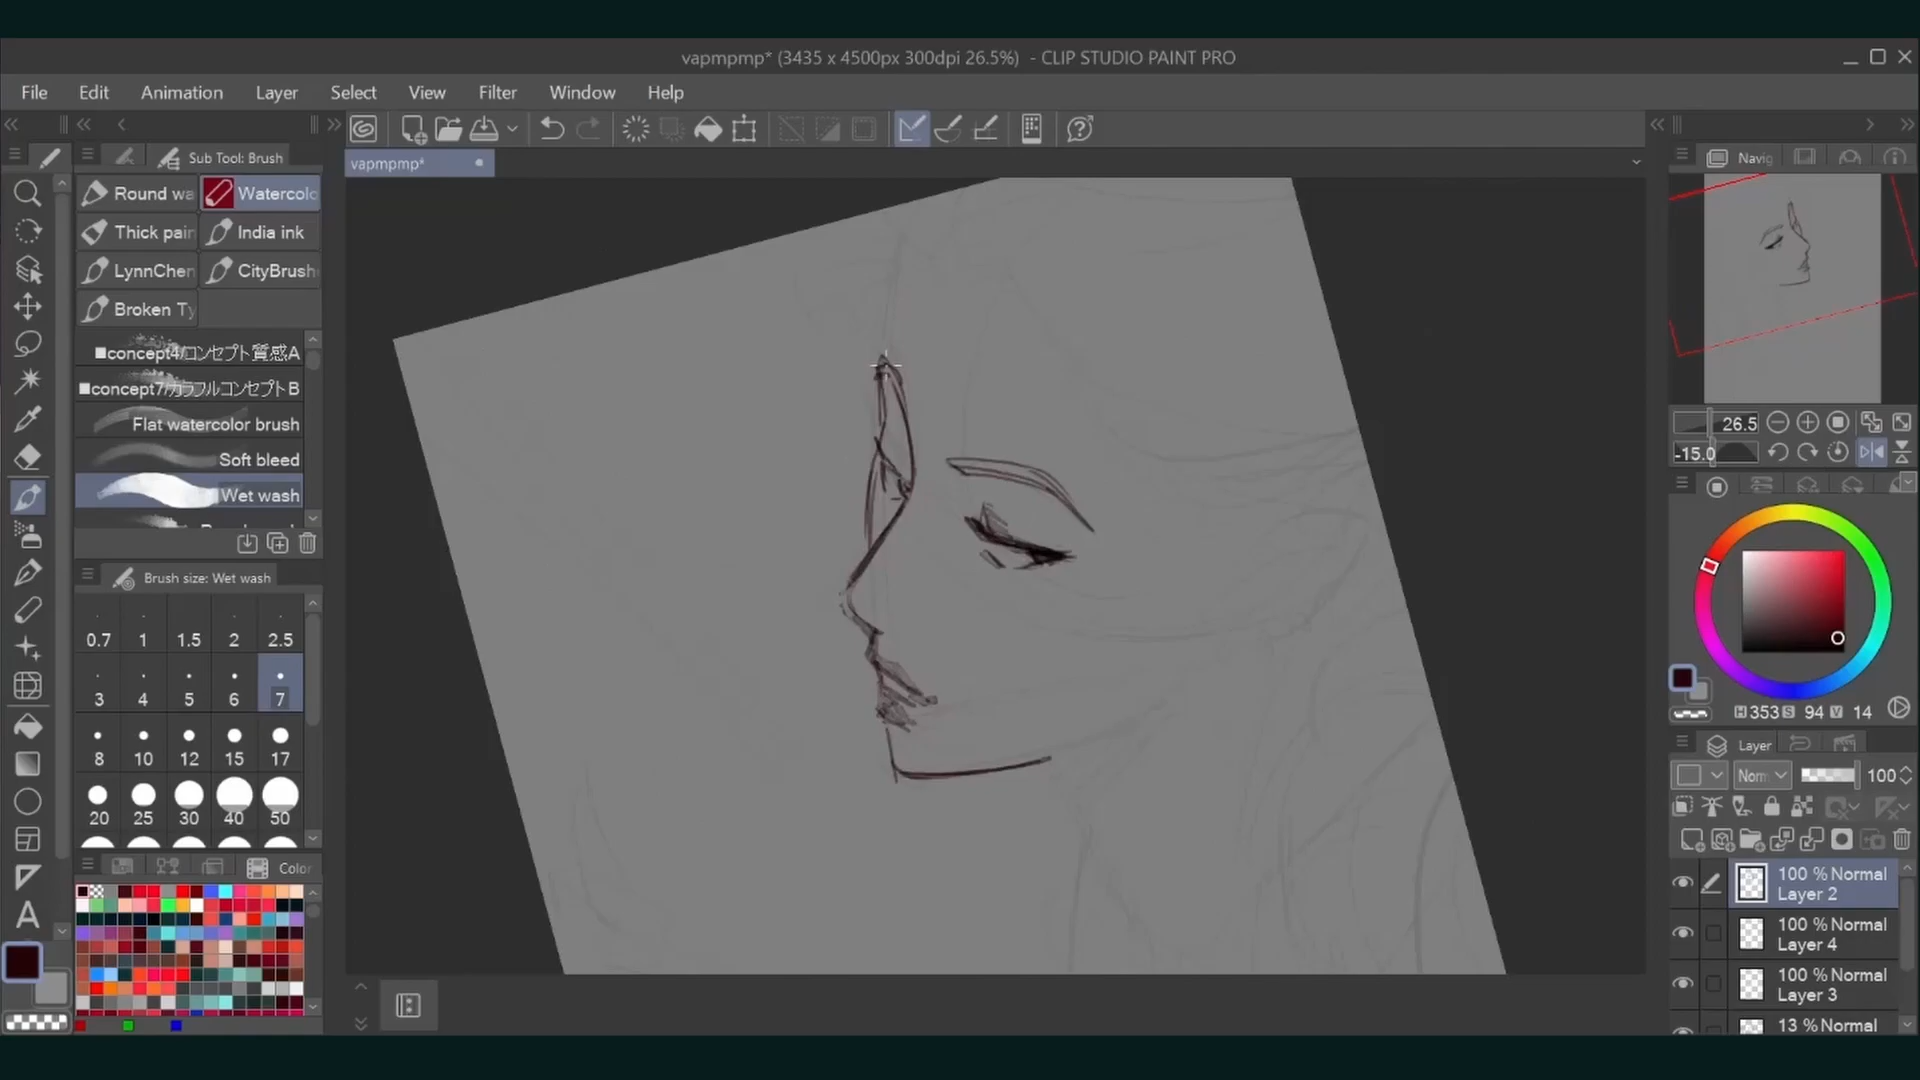 vapmpmp* (3435 x 4500px 300dpi 26.5%) - CLIP STUDIO PAINT PRO
File Edit Animation Layer Select View Filter Window Help
vapmpmp*
Sub Tool: Brush
Round wa Watercolo
Thick pain India ink
LynnChen CityBrush
Broken Ty
■concept4/コンセプト質感A
■concept7/カラフルコンセプトB
Flat watercolor brush
Soft bleed
Wet wash
Brush size: Wet wash
0.7 1 1.5 2 2.5
3 4 5 6 7
8 10 12 15 17
20 25 30 40 50
Color
A
Navig
26.5
-15.0
H 353 S 94 V 14
Layer
Norm 100
100 % Normal
Layer 2
100 % Normal
Layer 4
100 % Normal
Layer 3
13 % Normal